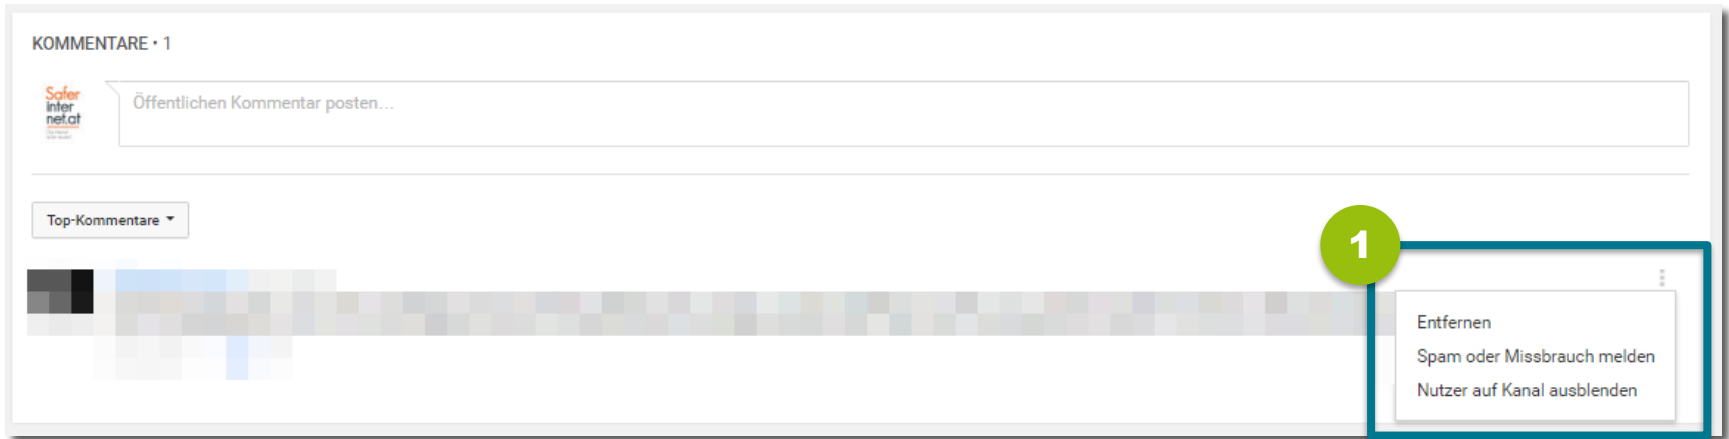 KOMMENTARE • 1
Safer
inter
net.at
Öffentlichen Kommentar posten...
Top-Kommentare
1
Entfernen
Spam oder Missbrauch melden
Nutzer auf Kanal ausblenden